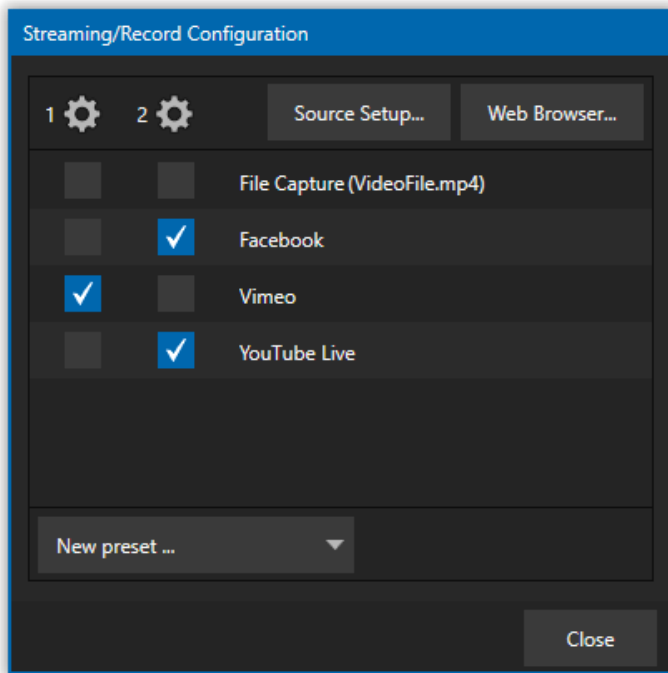 Streaming/Record Configuration
1 2 Source Setup... Web Browser...
File Capture (VideoFile.mp4)
Facebook
Vimeo
YouTube Live
New preset ...
Close